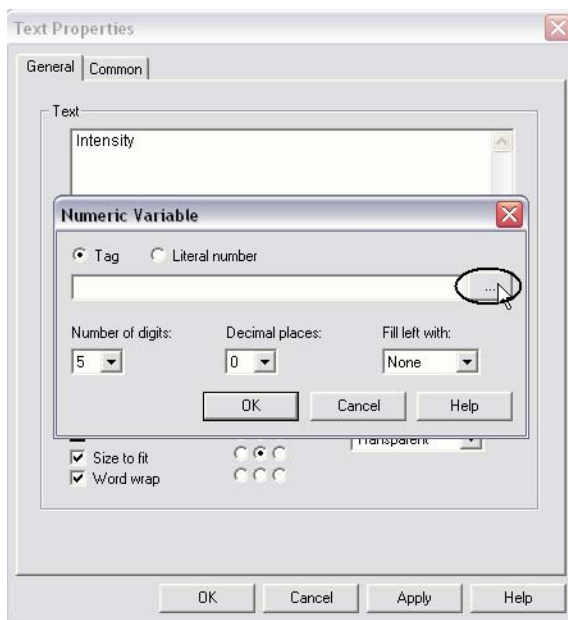 Text Properties
General Common
Text
Intensity
Numeric Variable
Tag Literal number
...
Number of digits: Decimal places: Fill left with:
5 0 None
OK Cancel Help
Transparent
Size to fit
Word wrap
OK Cancel Apply Help